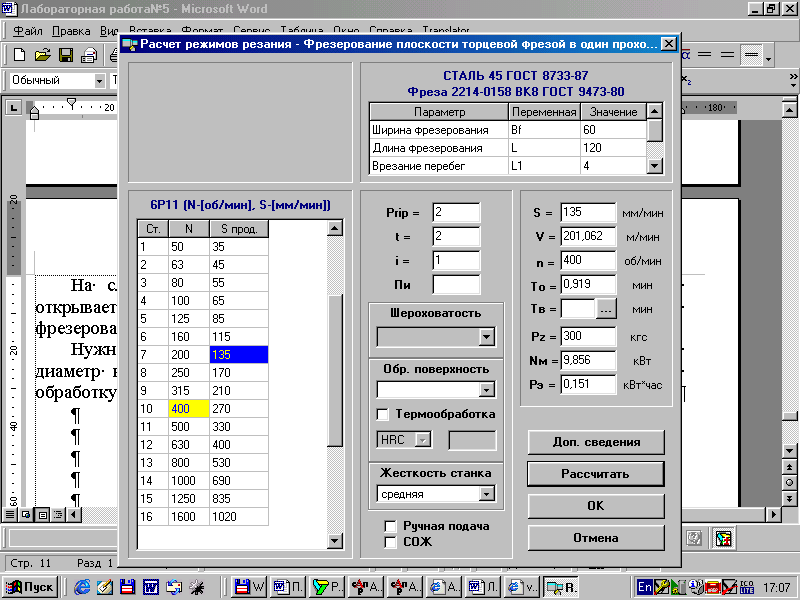 Лабораторная работа№5 - Microsoft Word
Файл Правка Вид Вставка Формат Сервис Таблица Окно Справка Translator
Обычный
Расчет режимов резания - Фрезерование плоскости торцевой фрезой в один прохо...
СТАЛЬ 45 ГОСТ 8733-87
Фреза 2214-0158 ВК8 ГОСТ 9473-80
Параметр Переменная Значение
Ширина фрезерования Bf 60
Длина фрезерования L 120
Врезание перебег L1 4
20
180
6Р11 (N-[об/мин], S-[мм/мин])
Ст. N S прод.
1 50 35
2 63 45
3 80 55
4 100 65
5 125 85
6 160 115
7 200 135
8 250 170
9 315 210
10 400 270
11 500 330
12 630 400
13 800 530
14 1000 690
15 1250 835
16 1600 1020
Prip = 2
t = 2
i = 1
Пи
Шероховатость
Обр. поверхность
Термообработка
HRC
Жесткость станка
средняя
Ручная подача
СОЖ
S = 135 мм/мин
V = 201,062 м/мин
n = 400 об/мин
То = 0,919 мин
Тв = ... мин
Pz = 300 кгс
Nм = 9,856 кВт
Рэ = 0,151 кВт*час
Доп. сведения
Рассчитать
OK
Отмена
На сл
открывает
фрезерова
Нужн
диаметр
обработку
Стр. 11 Разд 1
Пуск W П.. Р.. А.. А.. А.. Л.. v.. R. En 17:07